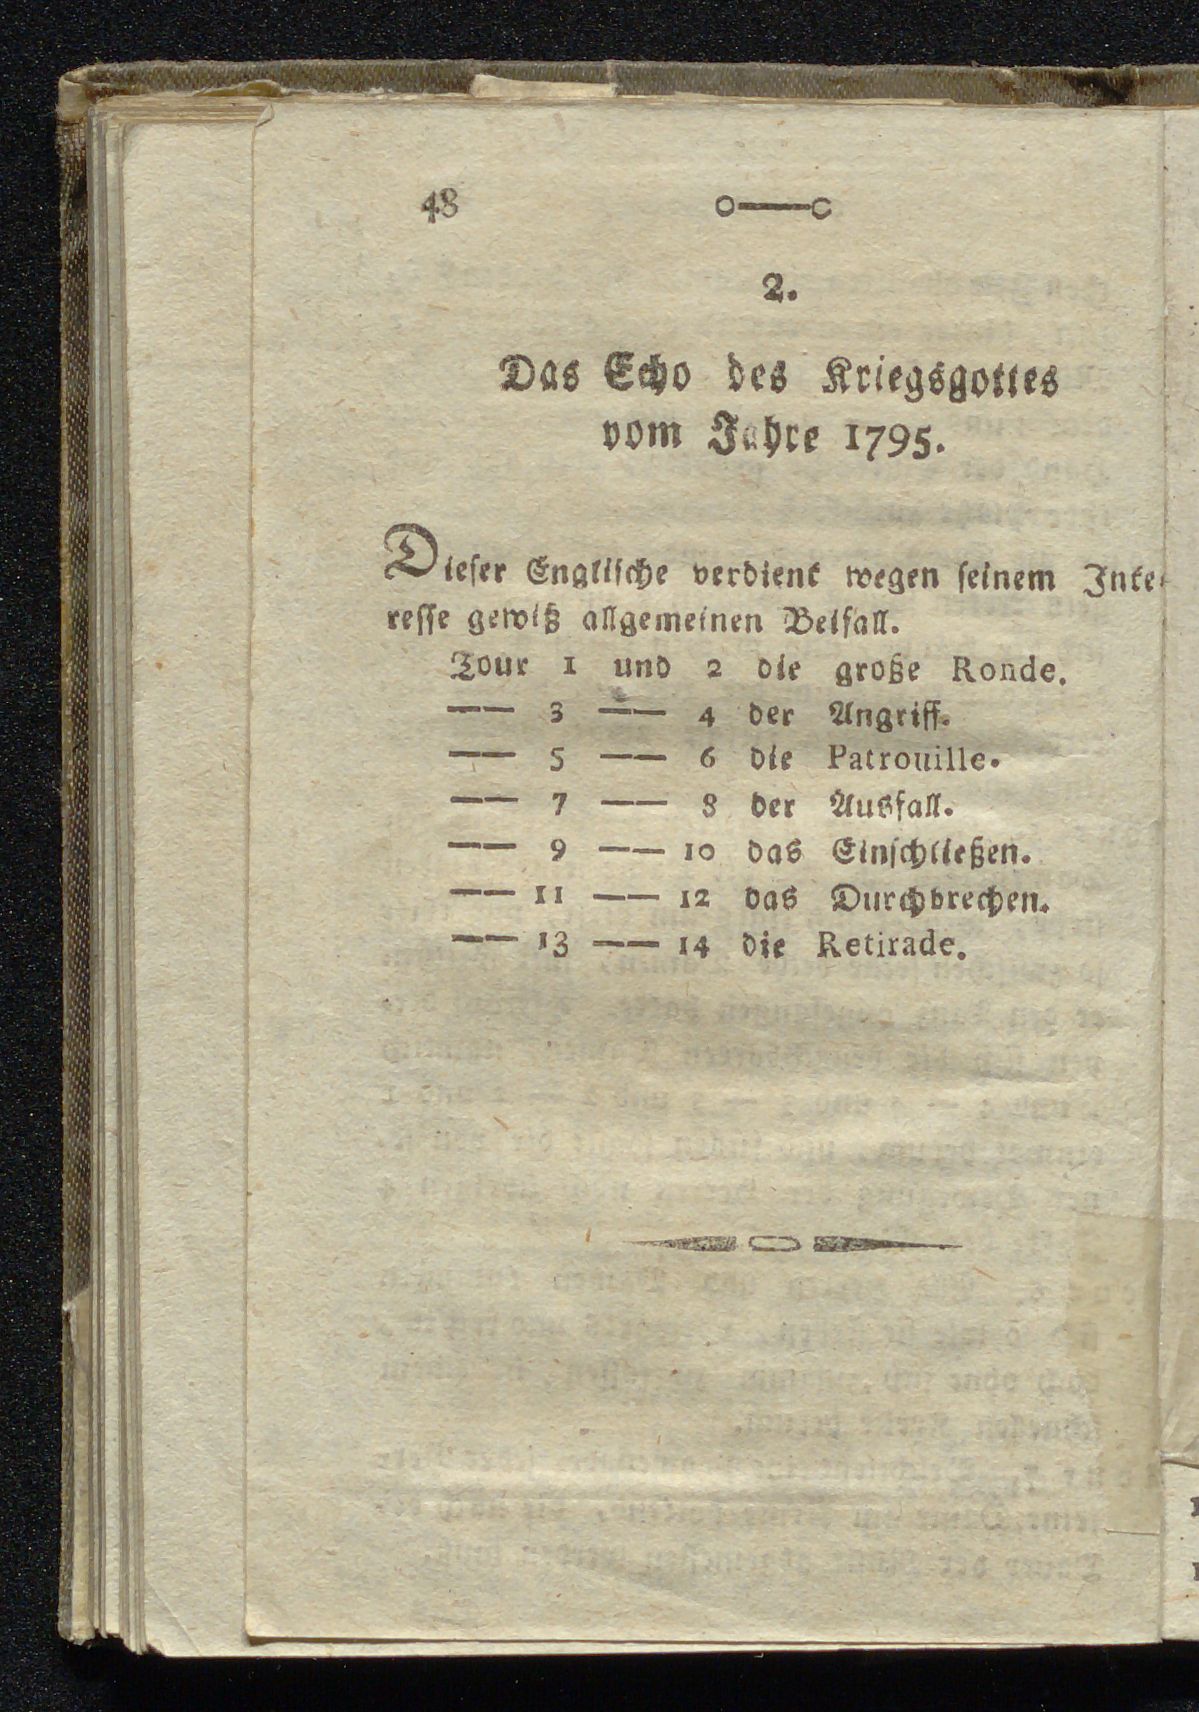 48
2.
Das Echo des Kriegsgottes
vom Jahre 1795.
Dieser Englische verdient wegen seinem Inte-
resse gewiß allgemeinen Beifall.
Tour 1 und 2 die große Ronde.
—— 3 —— 4 der Angriff.
—— 5 —— 6 die Patrouille.
—— 7 —— 8 der Ausfall.
—— 9 —— 10 das Einschließen.
—— 11 —— 12 das Durchbrechen.
—— 13 —— 14 die Retirade.